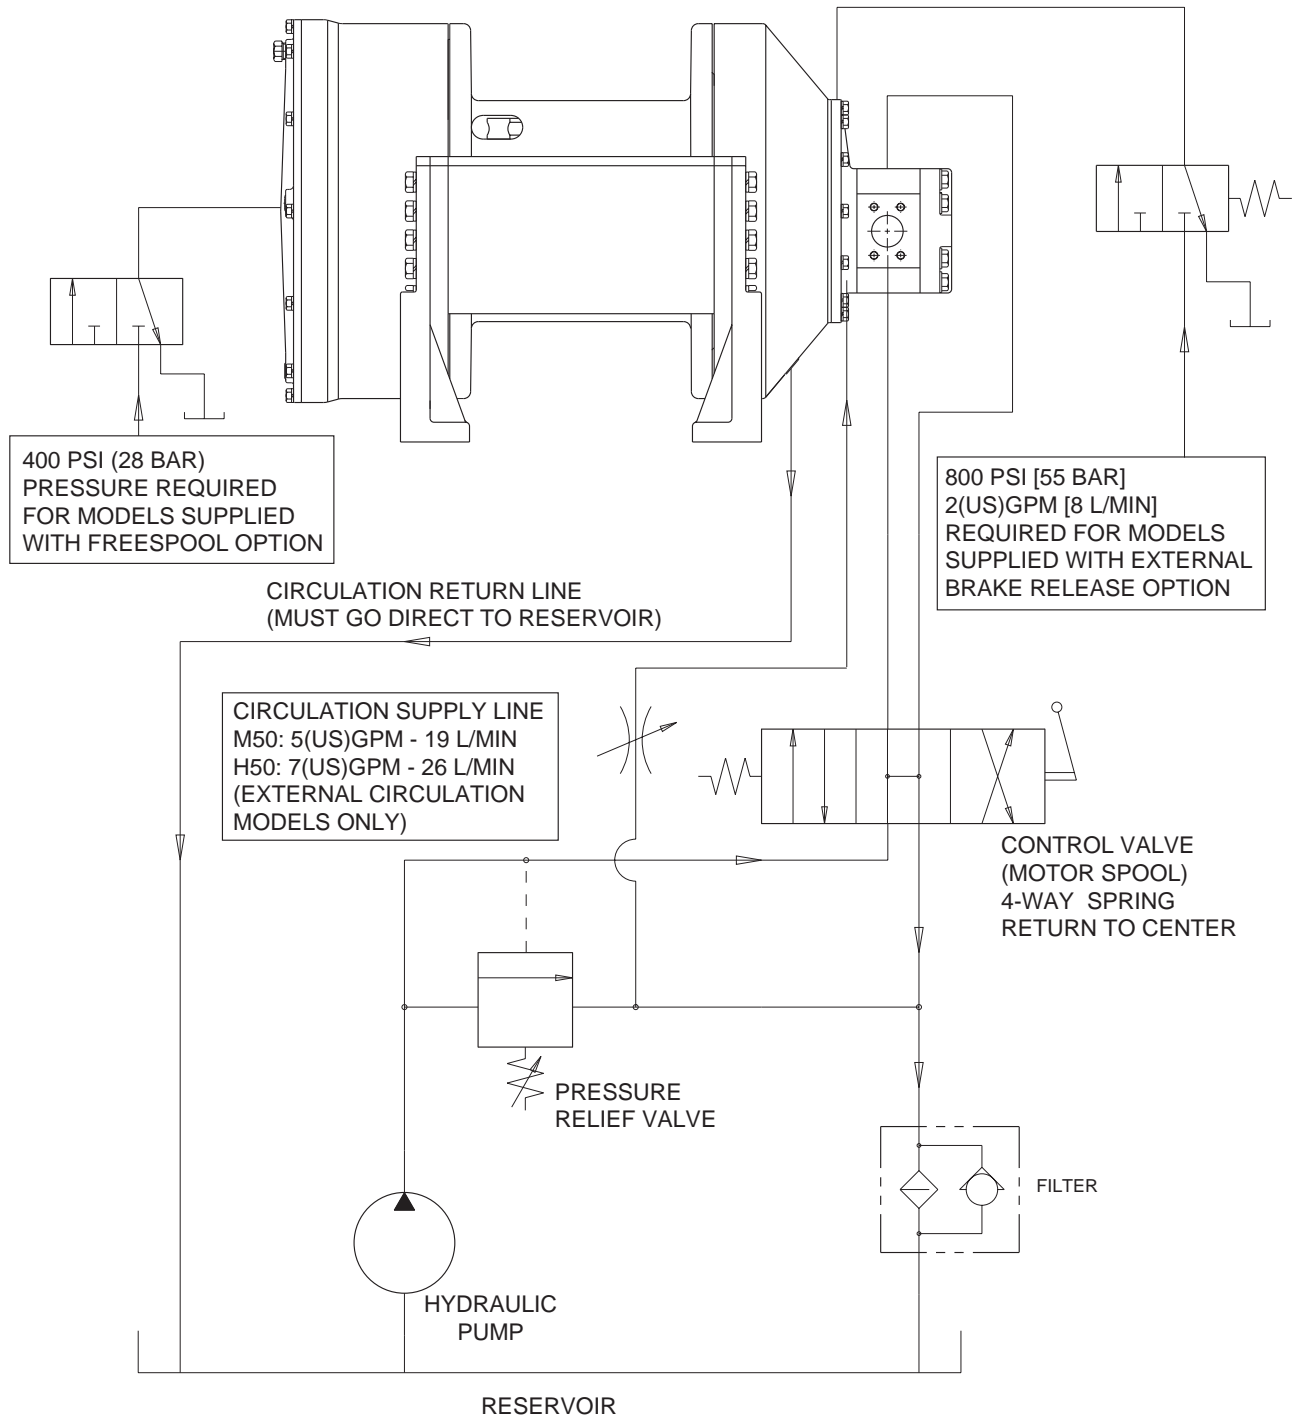 400 PSI (28 BAR)
PRESSURE REQUIRED
FOR MODELS SUPPLIED
WITH FREESPOOL OPTION
800 PSI [55 BAR]
2(US)GPM [8 L/MIN]
REQUIRED FOR MODELS
SUPPLIED WITH EXTERNAL
BRAKE RELEASE OPTION
CIRCULATION RETURN LINE
(MUST GO DIRECT TO RESERVOIR)
CIRCULATION SUPPLY LINE
M50: 5(US)GPM - 19 L/MIN
H50: 7(US)GPM - 26 L/MIN
(EXTERNAL CIRCULATION
MODELS ONLY)
CONTROL VALVE
(MOTOR SPOOL)
4-WAY SPRING
RETURN TO CENTER
PRESSURE
RELIEF VALVE
FILTER
HYDRAULIC
PUMP
RESERVOIR